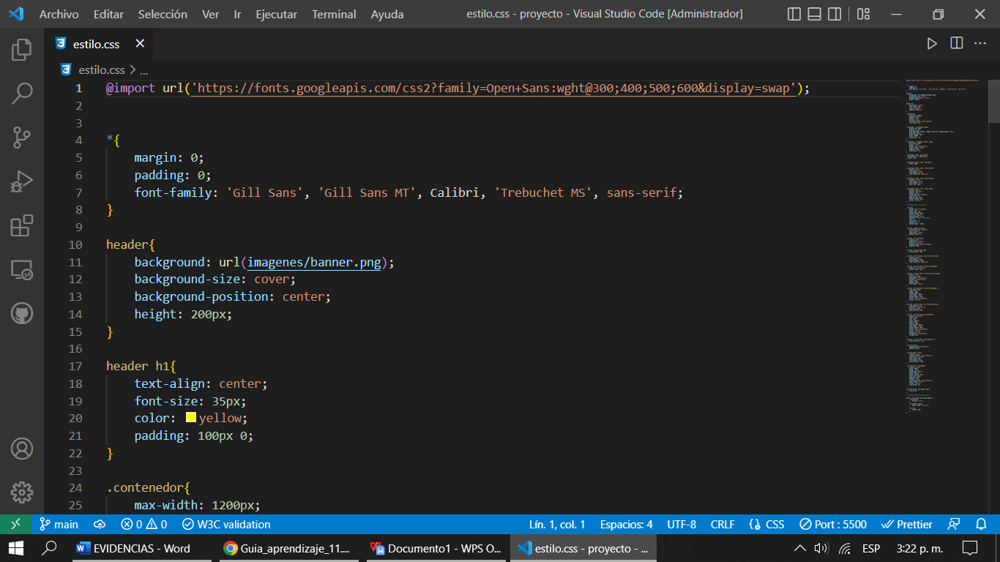 Archivo Editar Selección Ver Ir Ejecutar Terminal Ayuda estilo.css - proyecto - Visual Studio Code [Administrador]
estilo.css
estilo.css > ...
1 @import url('https://fonts.googleapis.com/css2?family=Open+Sans:wght@300;400;500;600&display=swap');
2
3
4 *{
5 margin: 0;
6 padding: 0;
7 font-family: 'Gill Sans', 'Gill Sans MT', Calibri, 'Trebuchet MS', sans-serif;
8 }
9
10 header{
11 background: url(imagenes/banner.png);
12 background-size: cover;
13 background-position: center;
14 height: 200px;
15 }
16
17 header h1{
18 text-align: center;
19 font-size: 35px;
20 color: yellow;
21 padding: 100px 0;
22 }
23
24 .contenedor{
25 max-width: 1200px;
main 0 0 W3C validation Lín. 1, col. 1 Espacios: 4 UTF-8 CRLF {} CSS Port : 5500 Prettier
EVIDENCIAS - Word Guia_aprendizaje_11.... Documento1 - WPS O... estilo.css - proyecto - ... ESP 3:22 p. m.